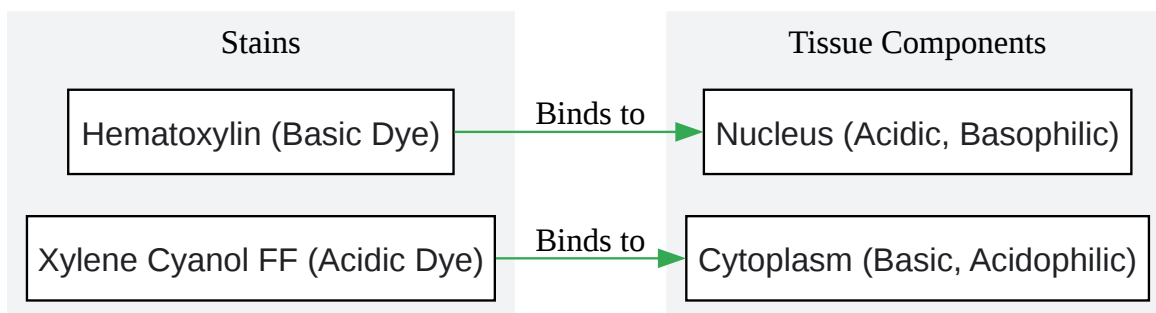 Stains
Tissue Components
Hematoxylin (Basic Dye)
Binds to
Nucleus (Acidic, Basophilic)
Xylene Cyanol FF (Acidic Dye)
Binds to
Cytoplasm (Basic, Acidophilic)